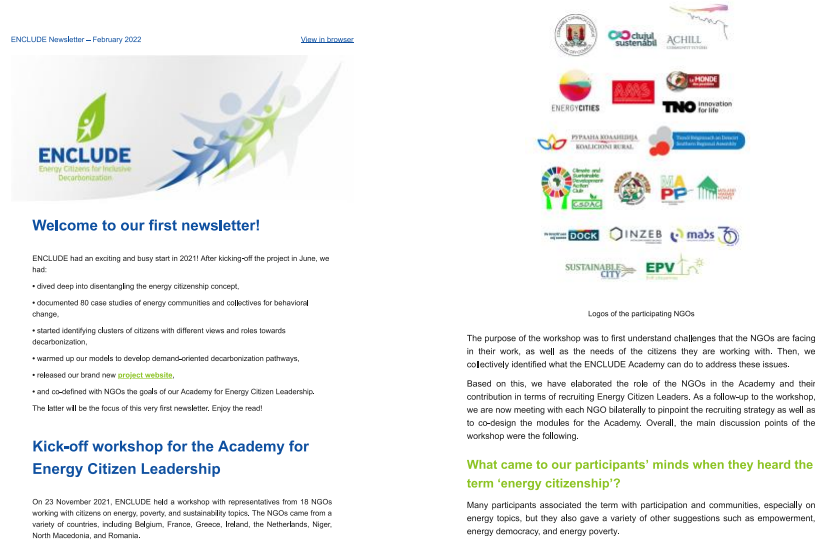 ENCLUDE Newsletter – February 2022
View in browser
ENCLUDE
Energy Citizens for Inclusive
Decarbonization
Welcome to our first newsletter!
ENCLUDE had an exciting and busy start in 2021! After kicking-off the project in June, we
had:
• dived deep into disentangling the energy citizenship concept,
• documented 80 case studies of energy communities and collectives for behavioral
change,
• started identifying clusters of citizens with different views and roles towards
decarbonization,
• warmed up our models to develop demand-oriented decarbonization pathways,
• released our brand new project website,
• and co-defined with NGOs the goals of our Academy for Energy Citizen Leadership.
The latter will be the focus of this very first newsletter. Enjoy the read!
Kick-off workshop for the Academy for
Energy Citizen Leadership
On 23 November 2021, ENCLUDE held a workshop with representatives from 18 NGOs
working with citizens on energy, poverty, and sustainability topics. The NGOs came from a
variety of countries, including Belgium, France, Greece, Ireland, the Netherlands, Niger,
North Macedonia, and Romania.
clujul
sustenabil
ACHILL
ENERGYCITIES
AMS
LE MONDE
TNO innovation
for life
РУРАЛНА КОАЛИЦИЈА
KOALICIONI RURAL
Southern Regional Assembly
Climate and
Sustainable
Development
Action
Club
C.S.D.A.C
MAPP
DOCK
INZEB
mabs 30
SUSTAINABLE
CITY
EPV
Logos of the participating NGOs
The purpose of the workshop was to first understand challenges that the NGOs are facing
in their work, as well as the needs of the citizens they are working with. Then, we
collectively identified what the ENCLUDE Academy can do to address these issues.
Based on this, we have elaborated the role of the NGOs in the Academy and their
contribution in terms of recruiting Energy Citizen Leaders. As a follow-up to the workshop,
we are now meeting with each NGO bilaterally to pinpoint the recruiting strategy as well as
to co-design the modules for the Academy. Overall, the main discussion points of the
workshop were the following.
What came to our participants' minds when they heard the
term 'energy citizenship'?
Many participants associated the term with participation and communities, especially on
energy topics, but they also gave a variety of other suggestions such as empowerment,
energy democracy, and energy poverty.